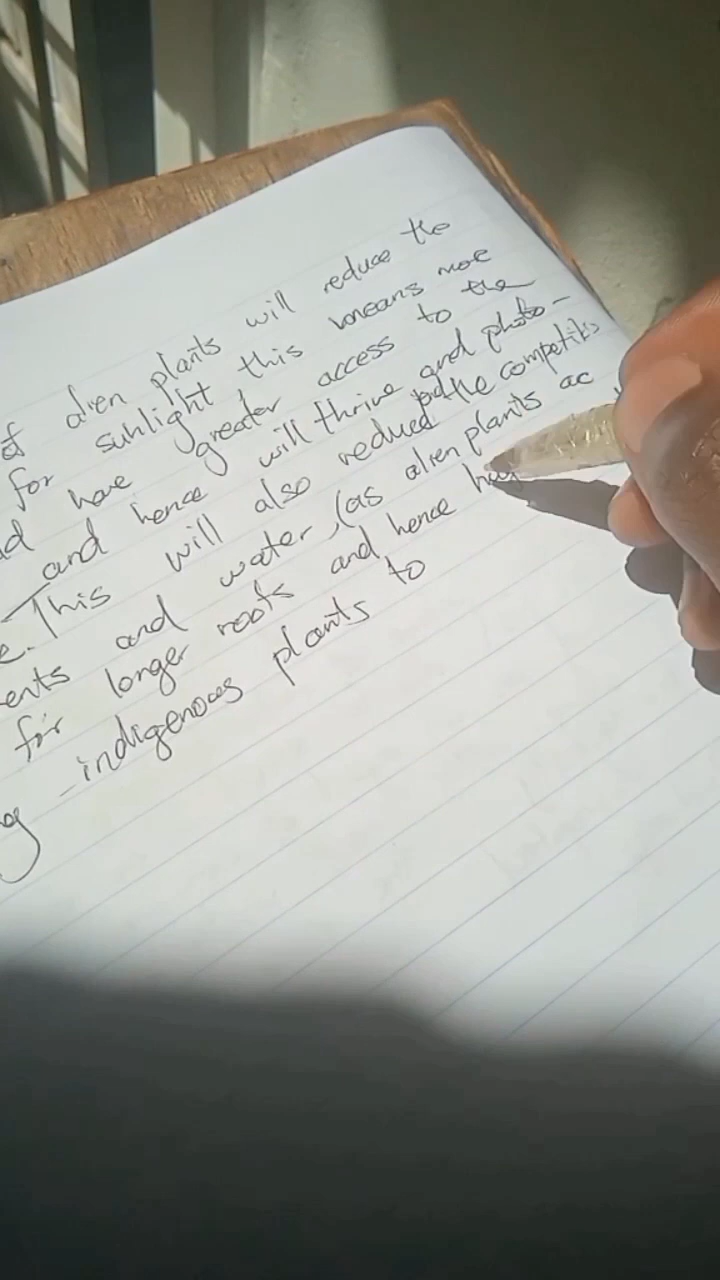 of alien plants will reduce the
for sunlight this means more
have greater access to the
and hence will thrive and photo-
e. This will also reduced the competitio
ents and water, (as alien plants ac
for longer roots and hence
indigenous plants to